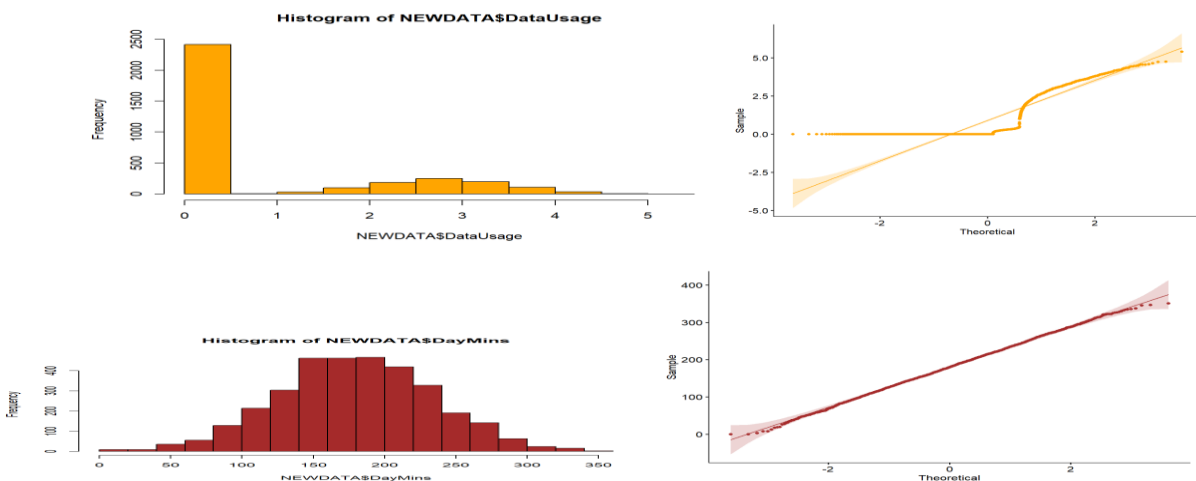 Histogram of NEWDATA$DataUsage
Frequency
2500
1500
1000
500
0
0 1 2 3 4 5
NEWDATA$DataUsage
Sample
5.0
2.5
0.0
-2.5
-5.0
-2 0 2
Theoretical
Histogram of NEWDATA$DayMins
Frequency
400
300
200
100
0
0 50 100 150 200 250 300 350
NEWDATA$DayMins
Sample
400
300
200
100
0
-2 0 2
Theoretical